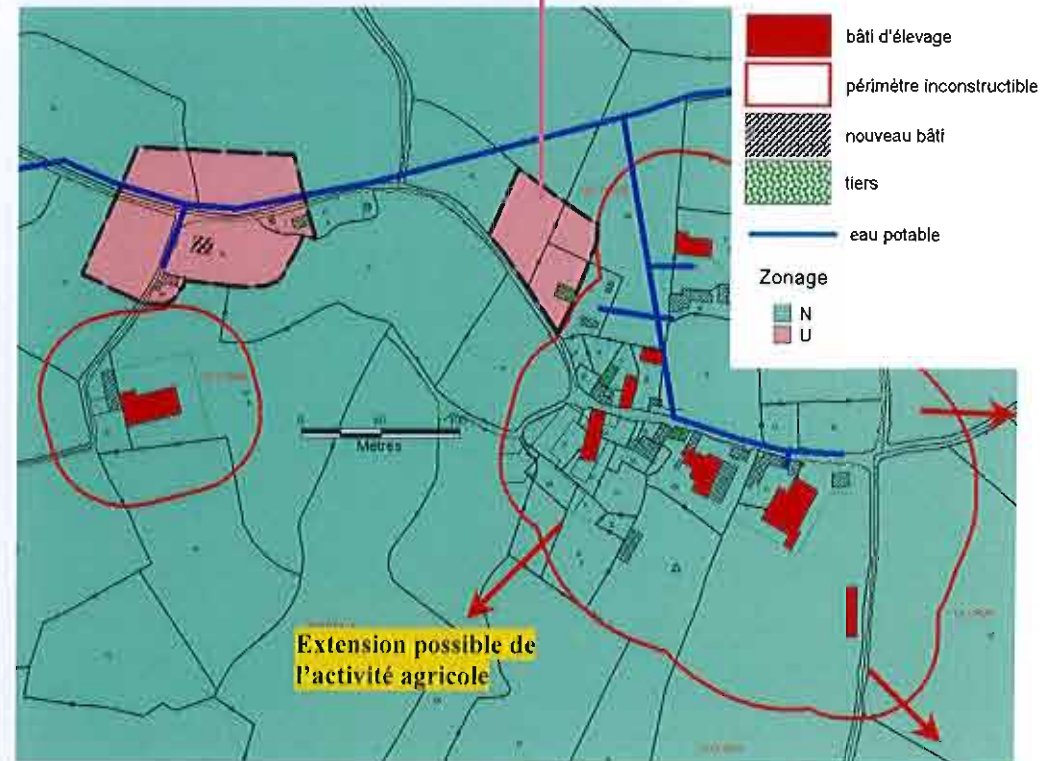 bâti d'élevage
périmètre inconstructible
nouveau bâti
tiers
eau potable
Zonage
N
U
Mètres
Extension possible de
l'activité agricole